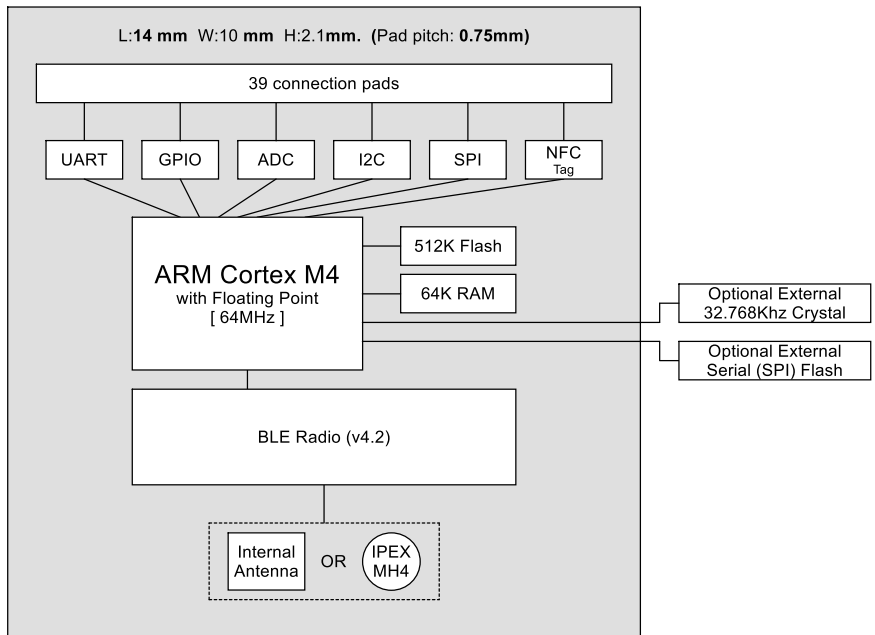 L:14 mm W:10 mm H:2.1mm. (Pad pitch: 0.75mm)
39 connection pads
UART
GPIO
ADC
I2C
SPI
NFC
Tag
ARM Cortex M4
with Floating Point
[ 64MHz ]
512K Flash
64K RAM
Optional External
32.768Khz Crystal
Optional External
Serial (SPI) Flash
BLE Radio (v4.2)
Internal
Antenna
OR
IPEX
MH4